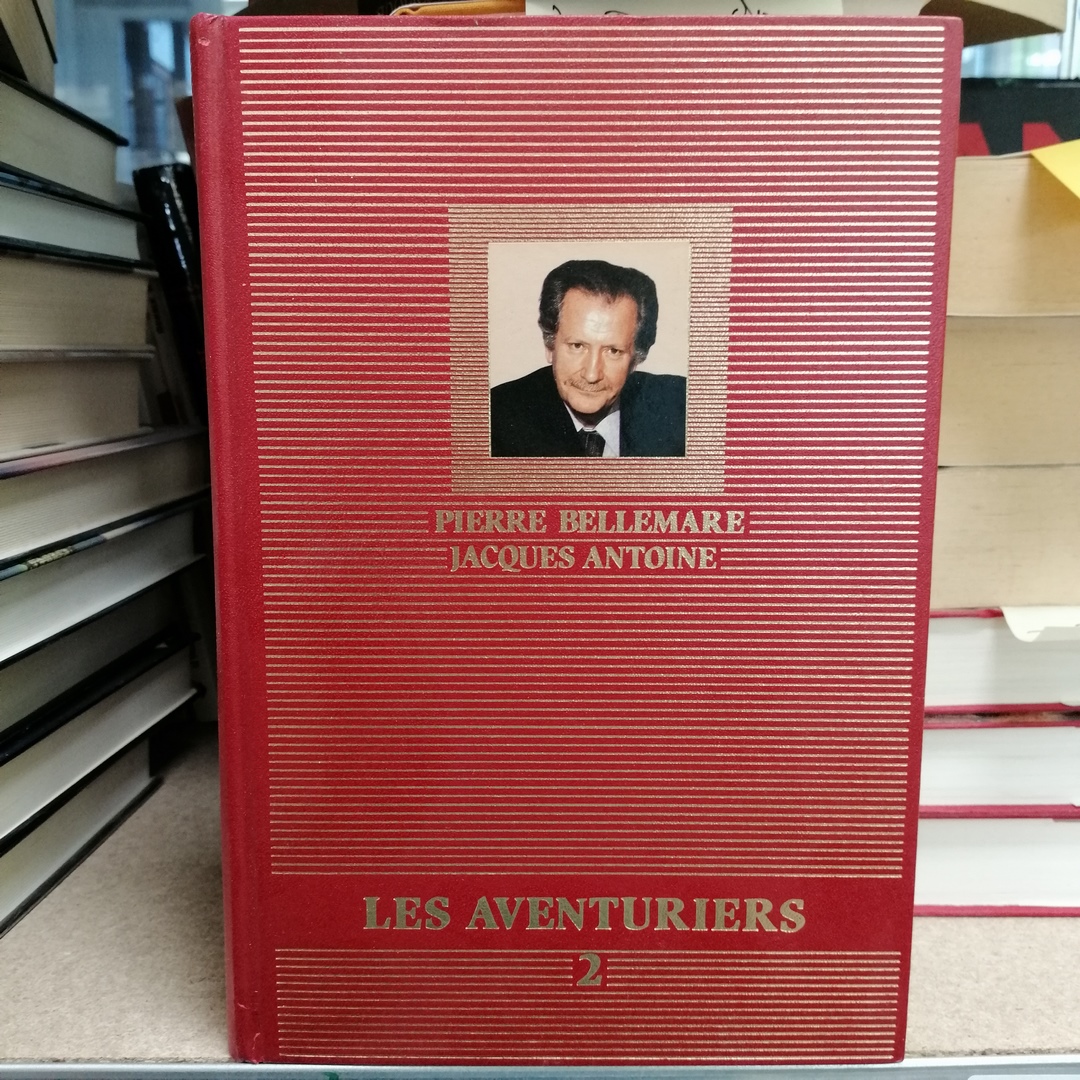 PIERRE BELLEMARE
JACQUES ANTOINE
LES AVENTURIERS
2